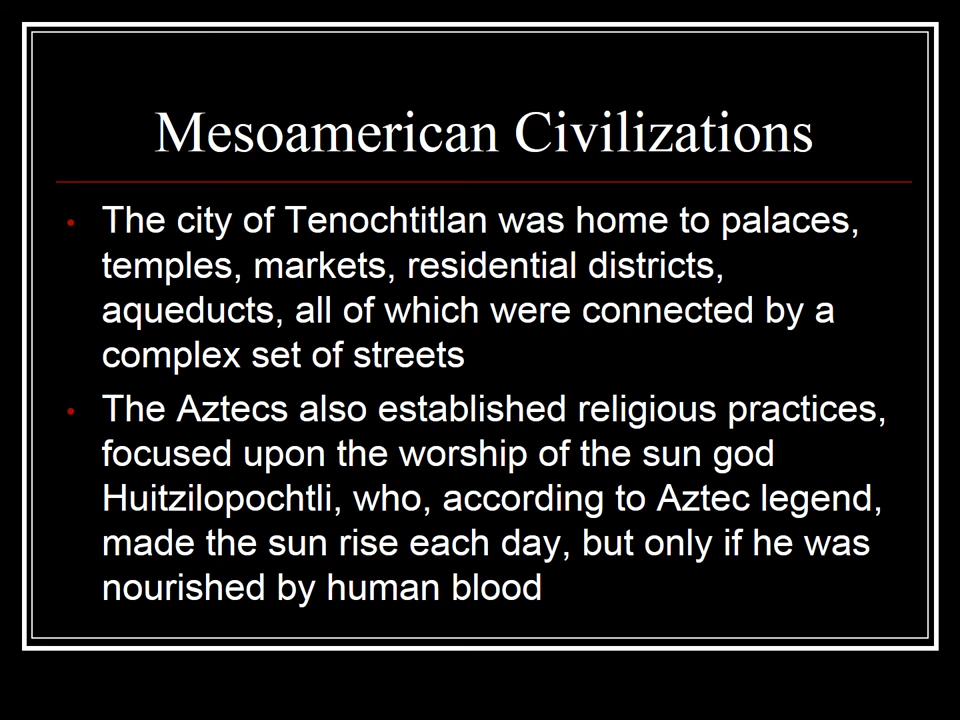 Mesoamerican Civilizations
• The city of Tenochtitlan was home to palaces,
temples, markets, residential districts,
aqueducts, all of which were connected by a
complex set of streets
• The Aztecs also established religious practices,
focused upon the worship of the sun god
Huitzilopochtli, who, according to Aztec legend,
made the sun rise each day, but only if he was
nourished by human blood